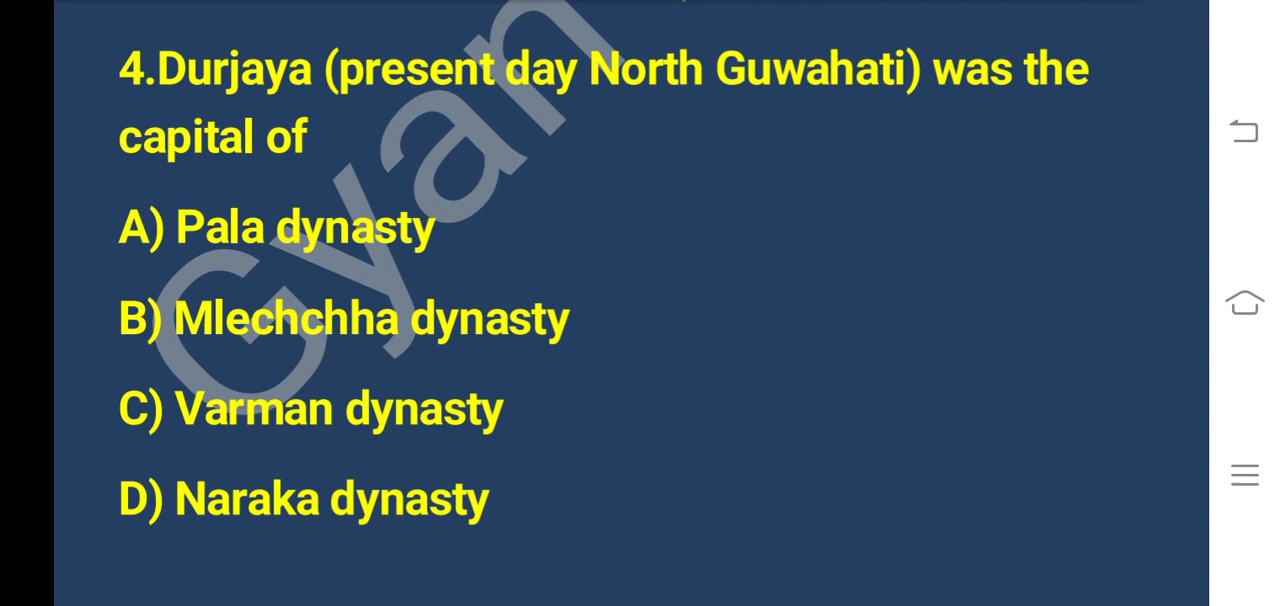 4.Durjaya (present day North Guwahati) was the
capital of
A) Pala dynasty
B) Mlechchha dynasty
C) Varman dynasty
D) Naraka dynasty
Gyan